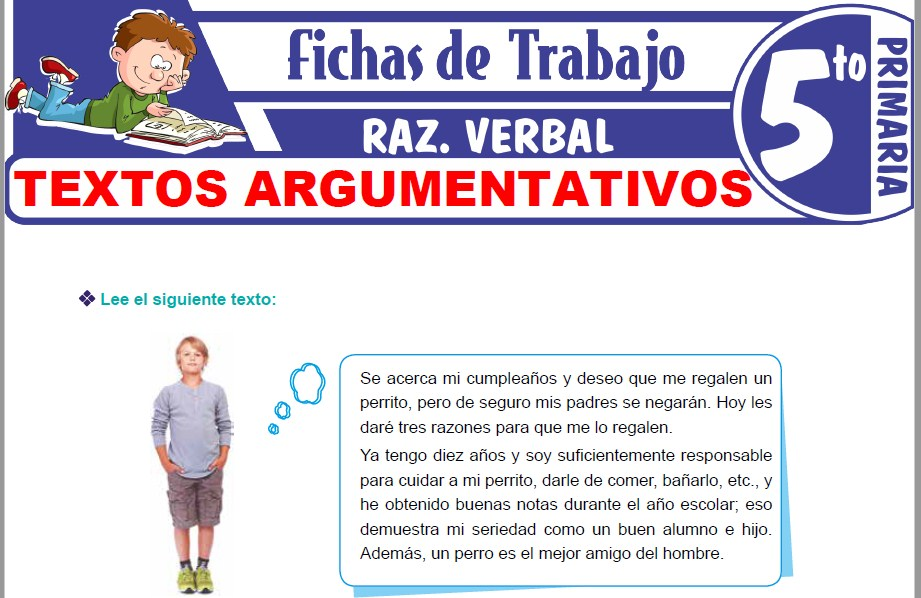 Fichas de Trabajo
RAZ. VERBAL
5to
PRIMARIA
TEXTOS ARGUMENTATIVOS
Lee el siguiente texto:
Se acerca mi cumpleaños y deseo que me regalen un
perrito, pero de seguro mis padres se negarán. Hoy les
daré tres razones para que me lo regalen.
Ya tengo diez años y soy suficientemente responsable
para cuidar a mi perrito, darle de comer, bañarlo, etc., y
he obtenido buenas notas durante el año escolar; eso
demuestra mi seriedad como un buen alumno e hijo.
Además, un perro es el mejor amigo del hombre.